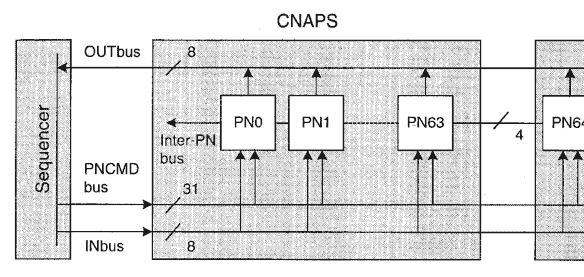 CNAPS
OUTbus
8
PN0
PN1
PN63
PN64
4
Inter-PN
bus
Sequencer
PNCMD
bus
31
INbus
8